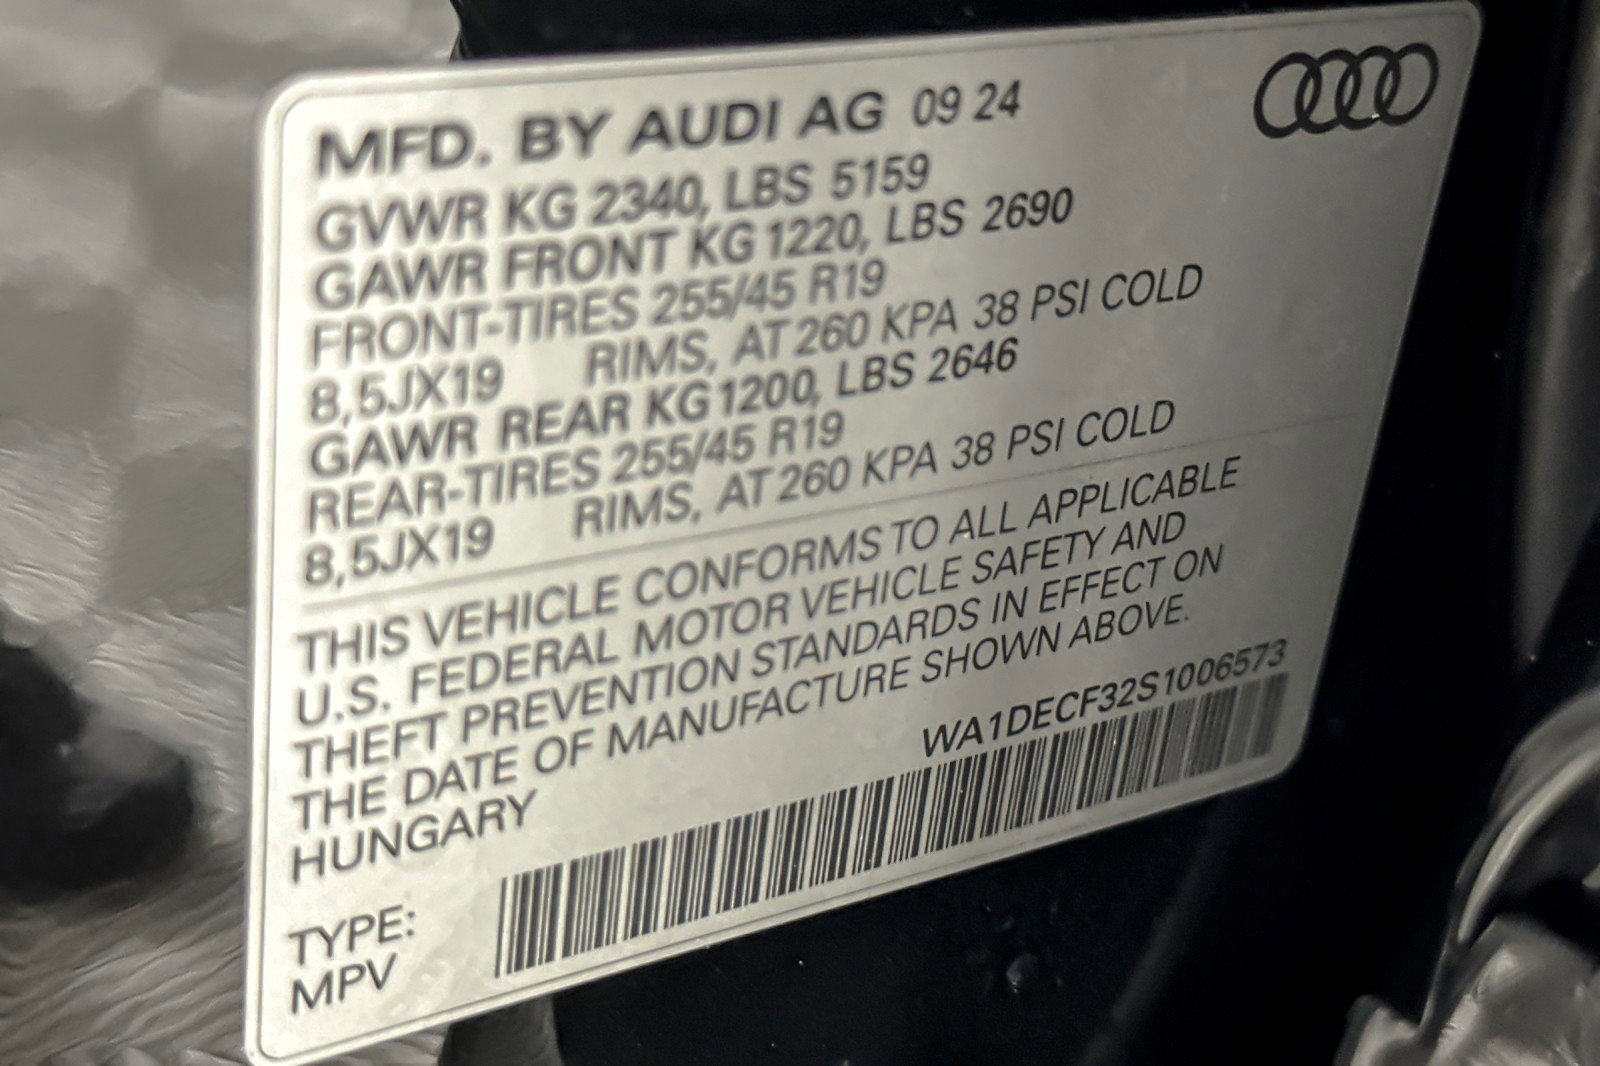 MFD. BY AUDI AG 09 24
GVWR KG 2340, LBS 5159
GAWR FRONT KG 1220, LBS 2690
FRONT-TIRES 255/45 R19
8,5JX19 RIMS, AT 260 KPA 38 PSI COLD
GAWR REAR KG 1200, LBS 2646
REAR-TIRES 255/45 R19
8,5JX19 RIMS, AT 260 KPA 38 PSI COLD
THIS VEHICLE CONFORMS TO ALL APPLICABLE
U.S. FEDERAL MOTOR VEHICLE SAFETY AND
THEFT PREVENTION STANDARDS IN EFFECT ON
THE DATE OF MANUFACTURE SHOWN ABOVE.
HUNGARY
WA1DECF32S1006573
TYPE:
MPV